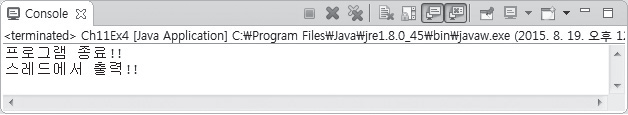 Console
<terminated> Ch11Ex4 [Java Application] C:₩Program Files₩Java₩jre1.8.0_45₩bin₩javaw.exe (2015. 8. 19. 오후 12
프로그램 종료!!
스레드에서 출력!!